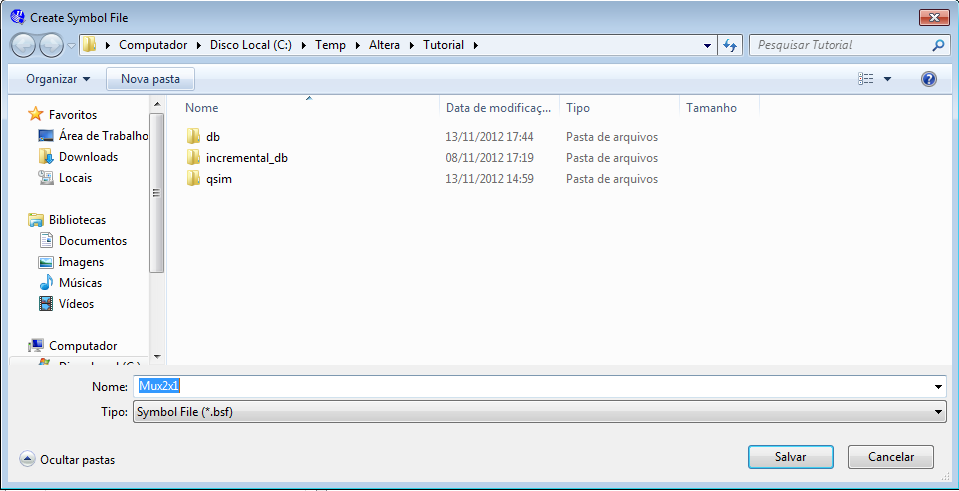 Create Symbol File
Computador Disco Local (C:) Temp Altera Tutorial Pesquisar Tutorial
Organizar Nova pasta
Favoritos
Área de Trabalho
Downloads
Locais
Bibliotecas
Documentos
Imagens
Músicas
Vídeos
Computador
Nome Data de modificaç... Tipo Tamanho
db 13/11/2012 17:44 Pasta de arquivos
incremental_db 08/11/2012 17:19 Pasta de arquivos
qsim 13/11/2012 14:59 Pasta de arquivos
Nome: Mux2x1
Tipo: Symbol File (*.bsf)
Ocultar pastas Salvar Cancelar